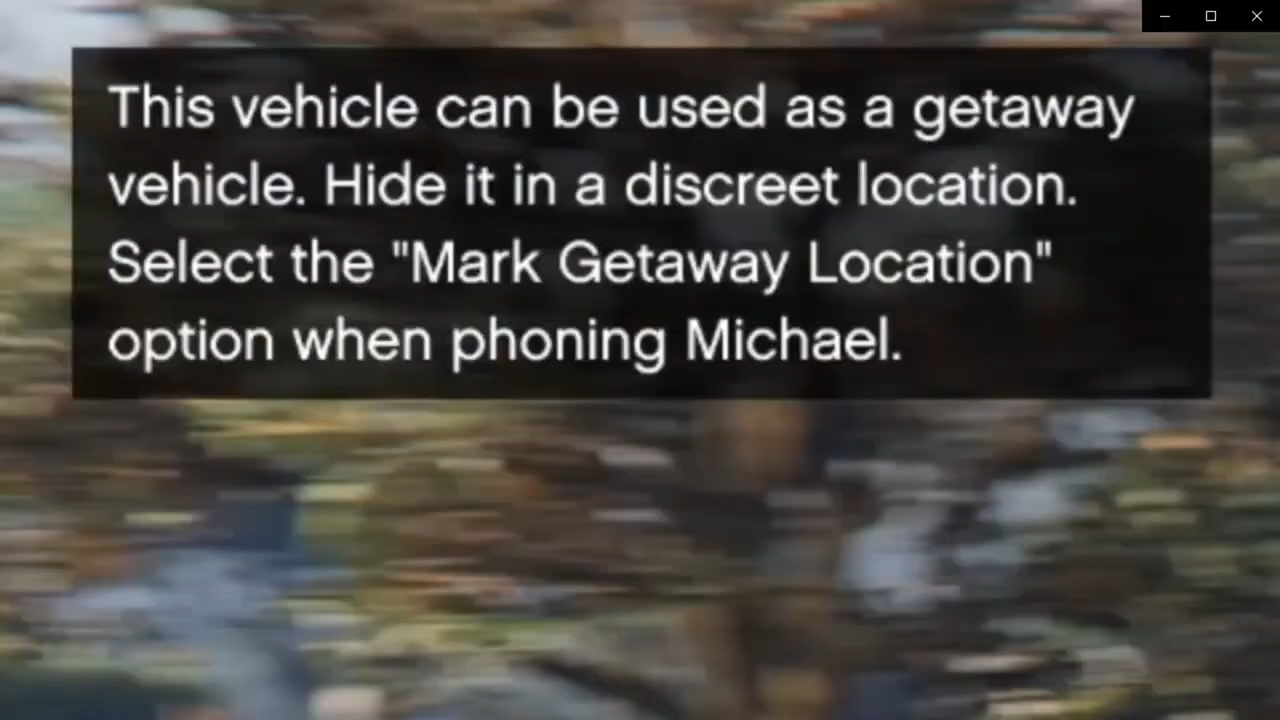 This vehicle can be used as a getaway
vehicle. Hide it in a discreet location.
Select the "Mark Getaway Location"
option when phoning Michael.